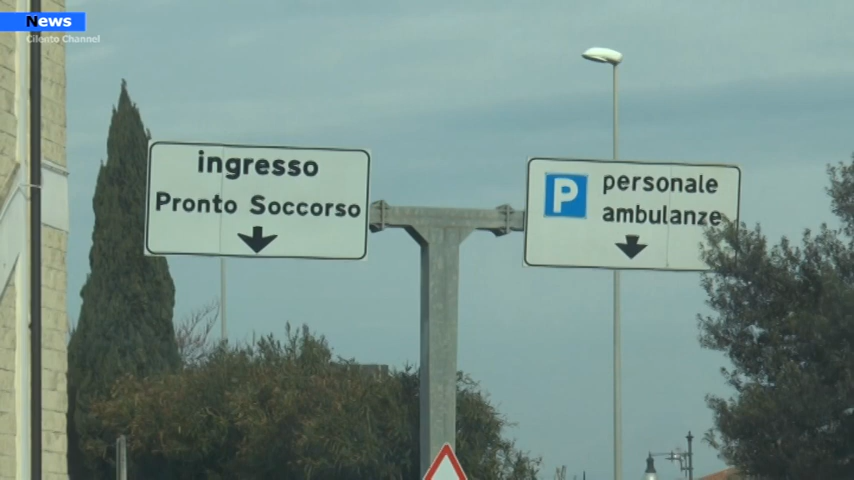 News
Cilento Channel
ingresso
Pronto Soccorso
P personale
ambulanze